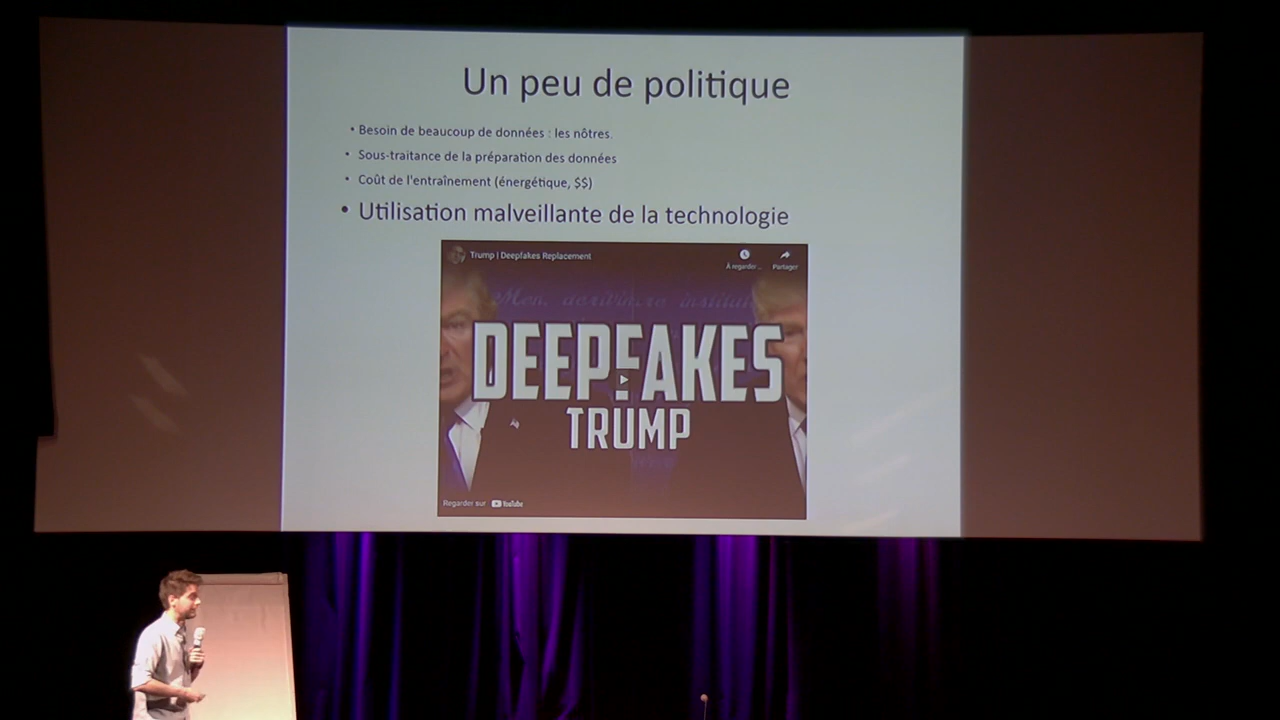 Un peu de politique
• Besoin de beaucoup de données : les nôtres.
• Sous-traitance de la préparation des données
• Coût de l'entraînement (énergétique, $$)
• Utilisation malveillante de la technologie
Trump | Deepfakes Replacement
À regarder ...
Partager
DEEPFAKES
TRUMP
Regarder sur YouTube